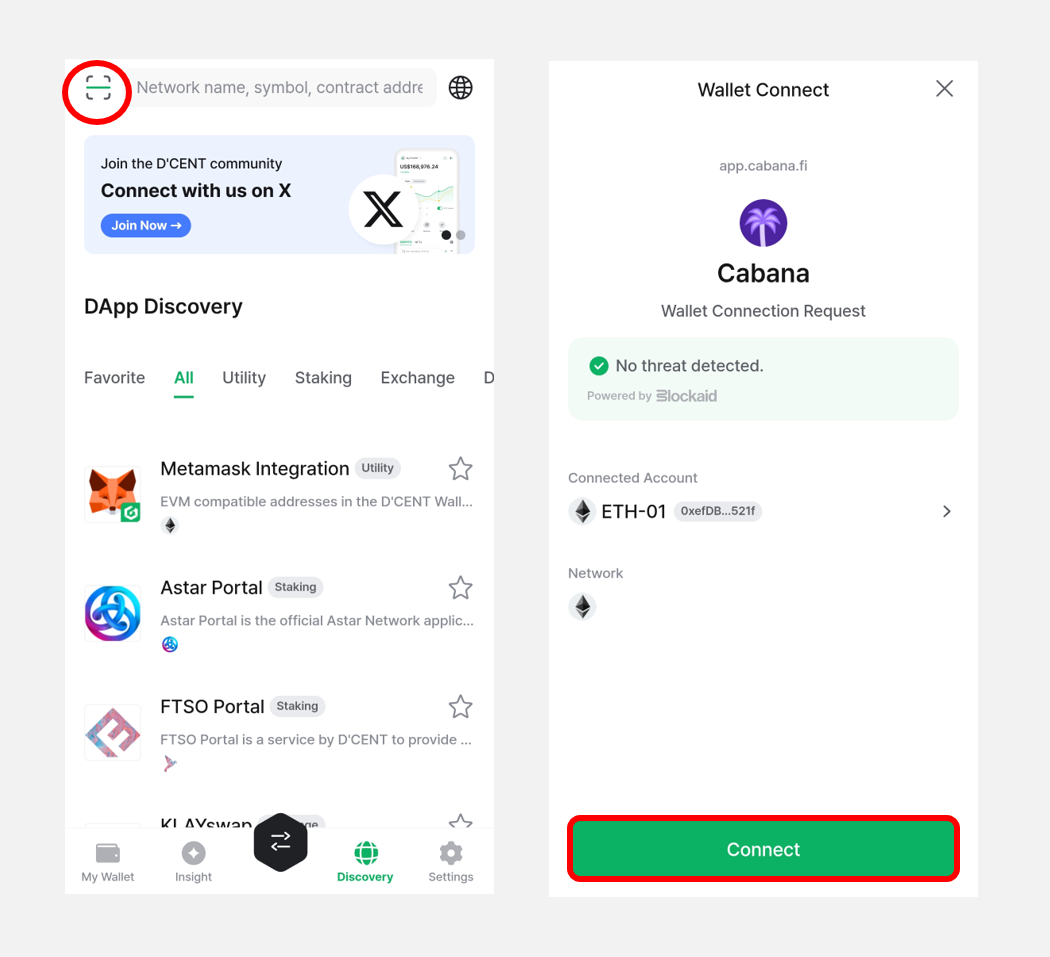 Network name, symbol, contract addre
Join the D'CENT community
Connect with us on X
Join Now →
US$168,976.24
DApp Discovery
Favorite
All
Utility
Staking
Exchange
D
Metamask Integration
Utility
EVM compatible addresses in the D'CENT Wall...
Astar Portal
Staking
Astar Portal is the official Astar Network applic...
FTSO Portal
Staking
FTSO Portal is a service by D'CENT to provide ...
KLAYswap
My Wallet
Insight
Discovery
Settings
Wallet Connect
app.cabana.fi
Cabana
Wallet Connection Request
No threat detected.
Powered by Blockaid
Connected Account
ETH-01
0xefDB...521f
Network
Connect